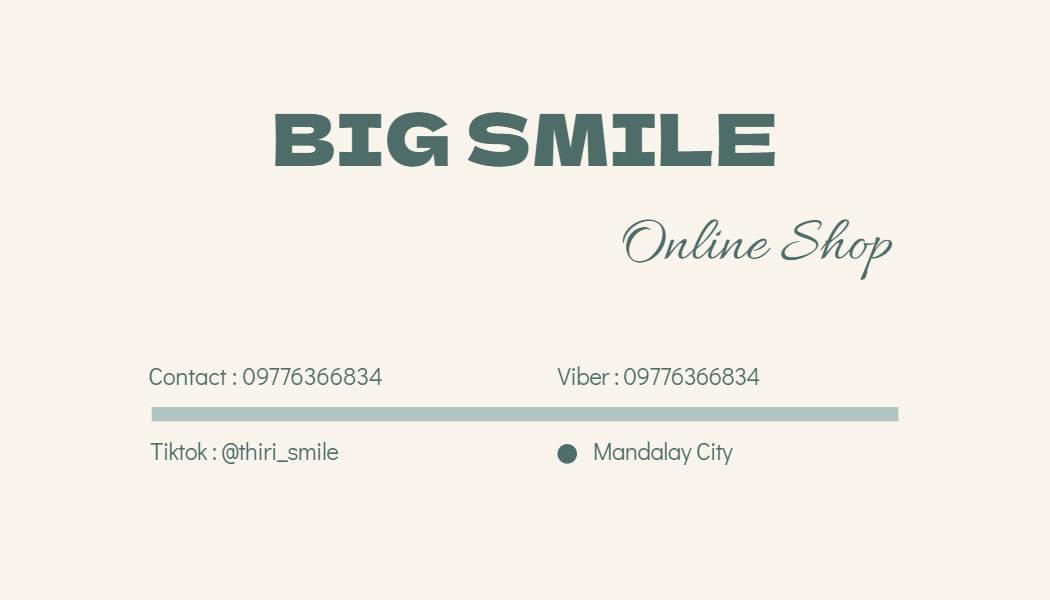 BIG SMILE
Online Shop
Contact : 09776366834
Viber : 09776366834
Tiktok : @thiri_smile
Mandalay City